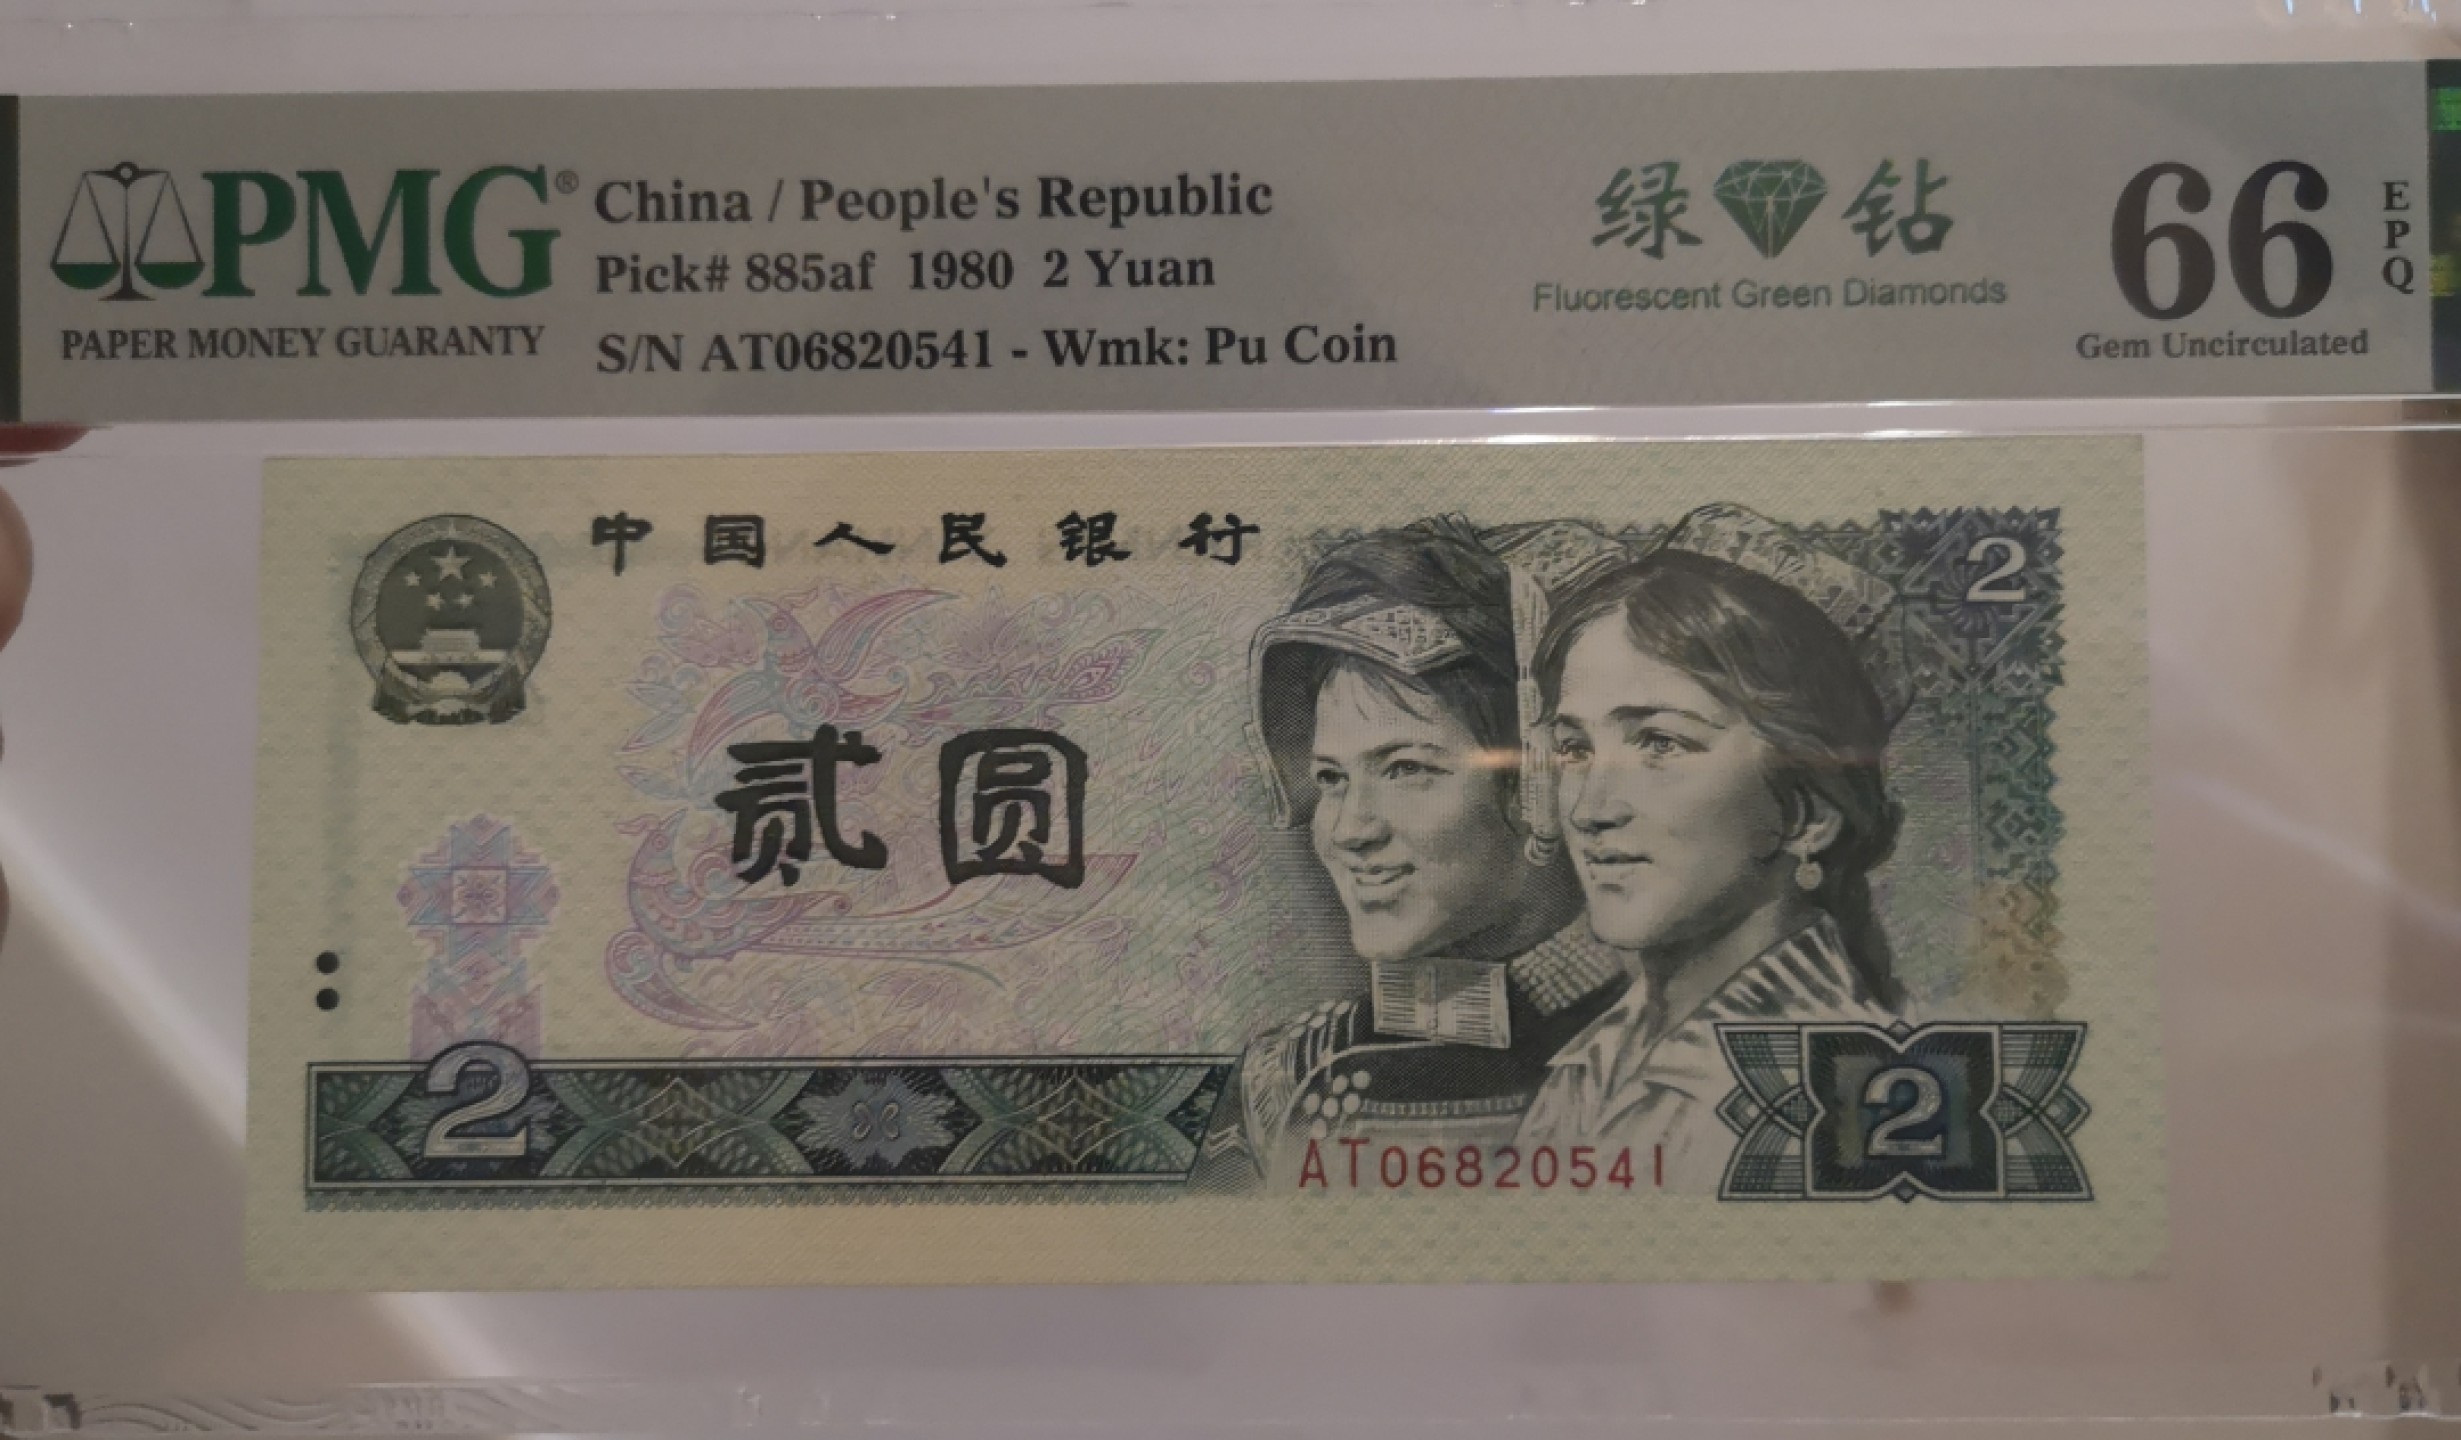 PMG®
PAPER MONEY GUARANTY
China / People's Republic
Pick# 885af 1980 2 Yuan
S/N AT06820541 - Wmk: Pu Coin
绿钻
Fluorescent Green Diamonds
66
EPQ
Gem Uncirculated
中国人民银行
2
贰圆
2
AT06820541
2